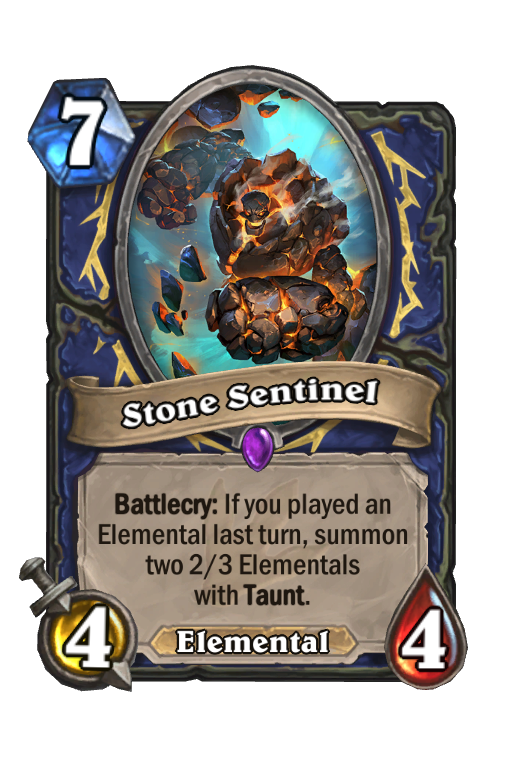 7
Stone Sentinel
Battlecry: If you played an
Elemental last turn, summon
two 2/3 Elementals
with Taunt.
4
Elemental
4